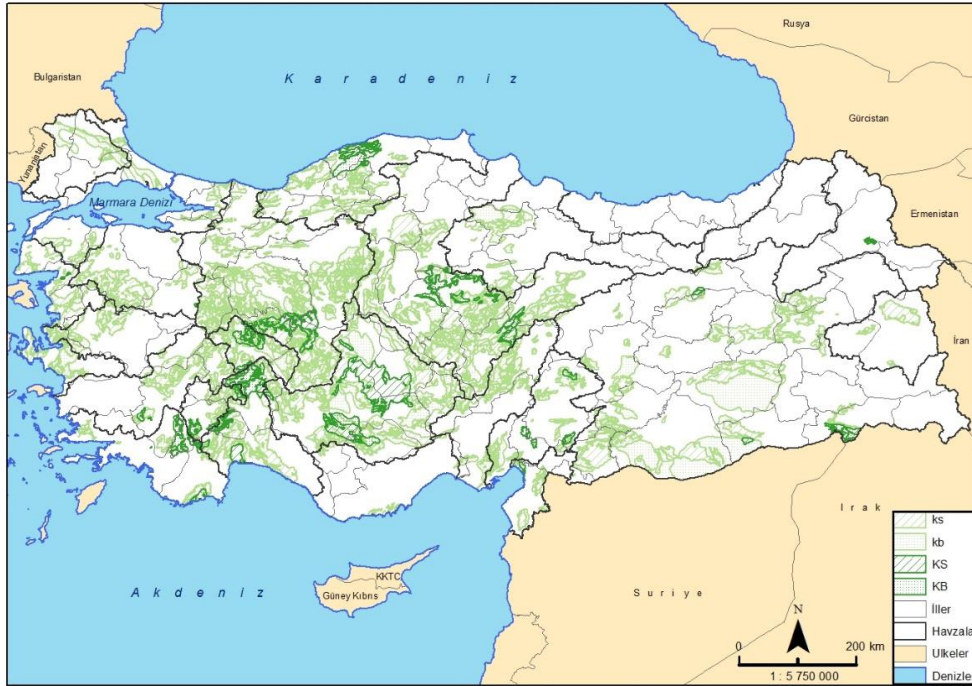 Rusya
Bulgaristan
K a r a d e n i z
Gürcistan
Yunanistan
Marmara Denizi
Ermenistan
İran
I r a k
KKTC
Güney Kıbrıs
A k d e n i z
S u r i y e
N
0 200 km
1 : 5 750 000
ks
kb
KS
KB
İller
Havzala
Ulkeler
Denizle